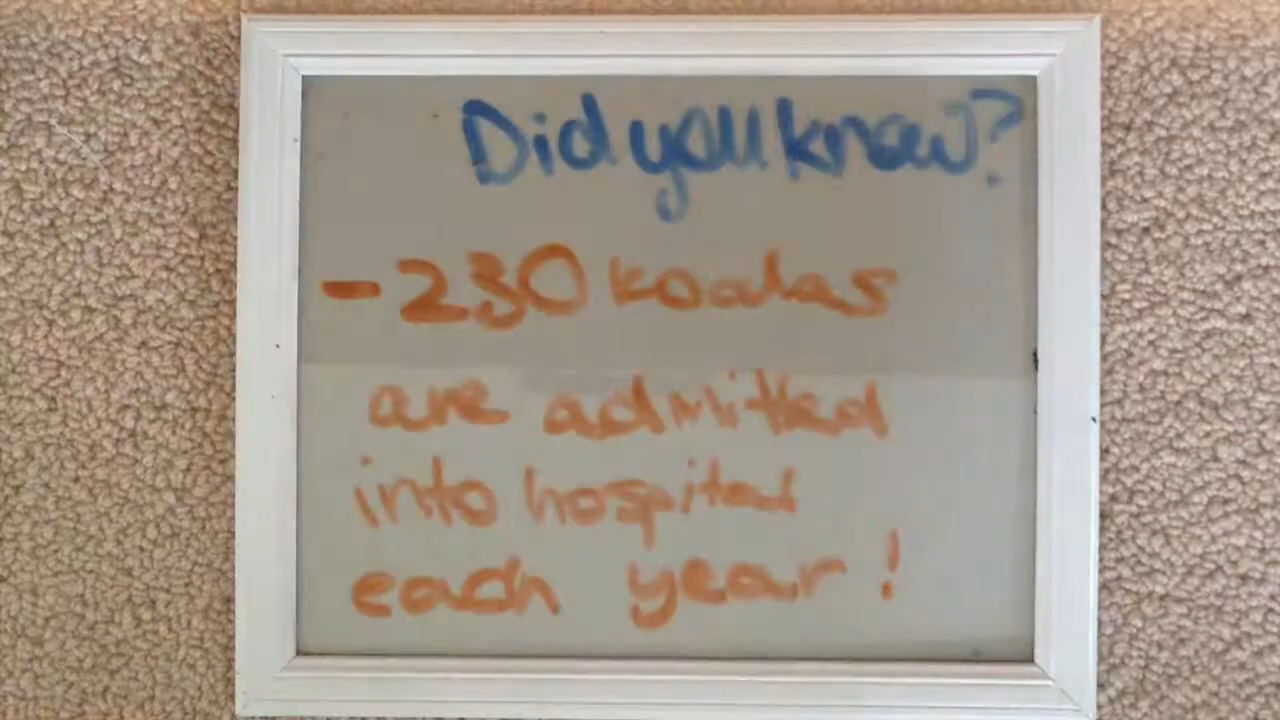 Did you know?
- 230 koalas
are admitted
into hospital
each year!